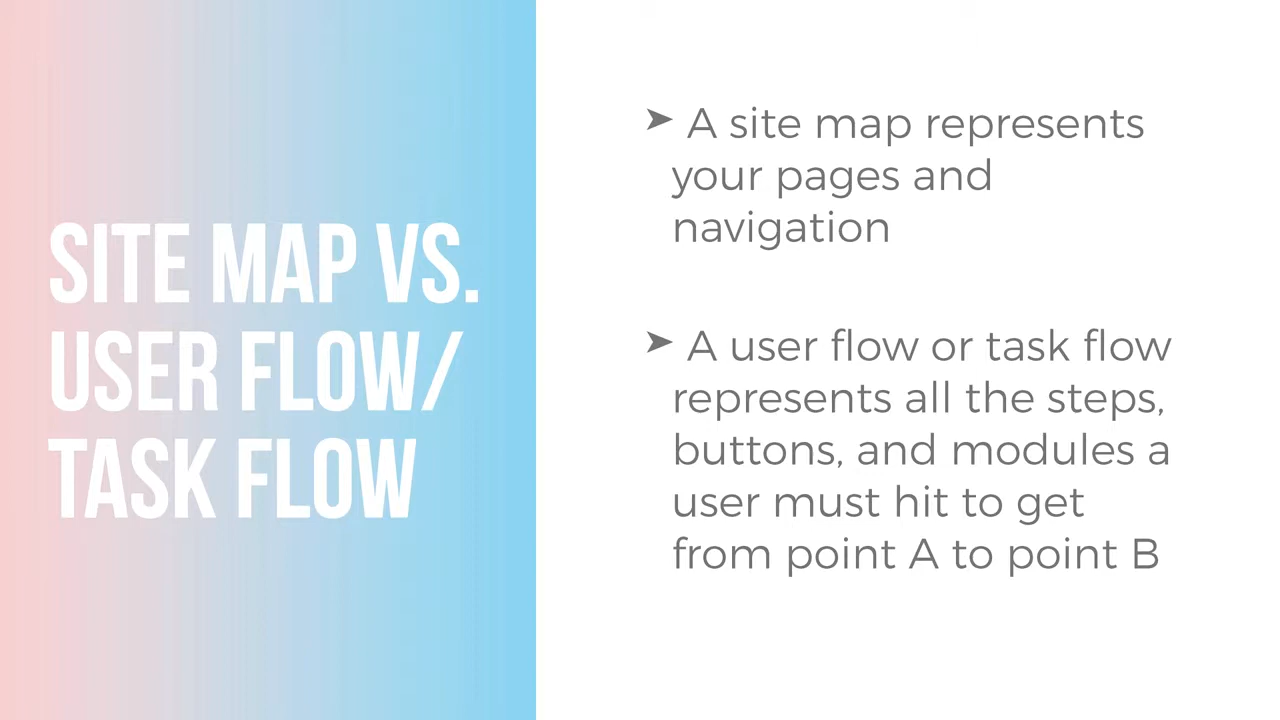 SITE MAP VS.
USER FLOW/
TASK FLOW
➤ A site map represents
your pages and
navigation
➤ A user flow or task flow
represents all the steps,
buttons, and modules a
user must hit to get
from point A to point B